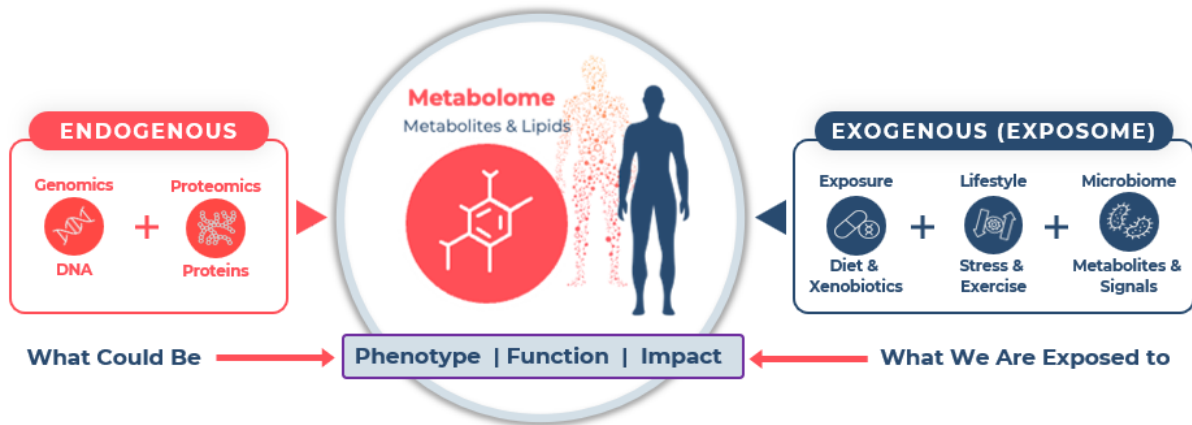 ENDOGENOUS
Genomics
Proteomics
+
DNA
Proteins
Metabolome
Metabolites & Lipids
EXOGENOUS (EXPOSOME)
Exposure
Lifestyle
Microbiome
+
+
Diet &
Xenobiotics
Stress &
Exercise
Metabolites &
Signals
What Could Be
Phenotype | Function | Impact
What We Are Exposed to